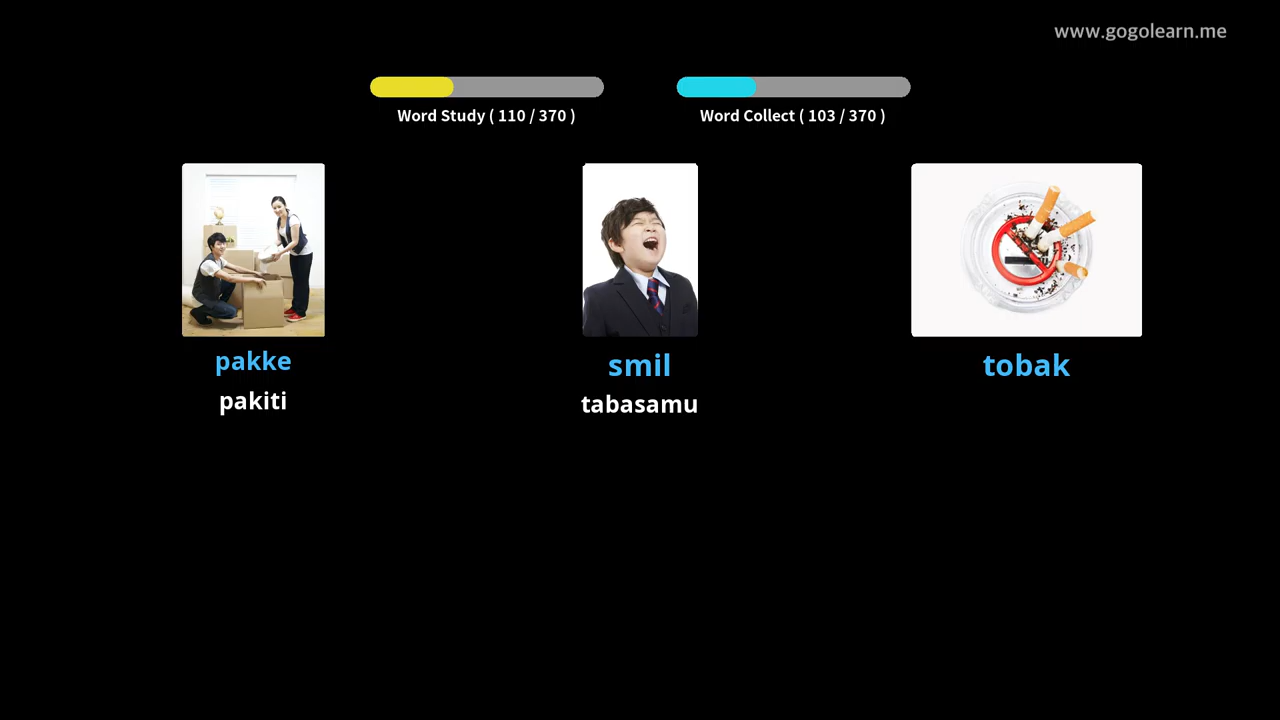 www.gogolearn.me
Word Study ( 110 / 370 )
Word Collect ( 103 / 370 )
pakke
pakiti
smil
tabasamu
tobak